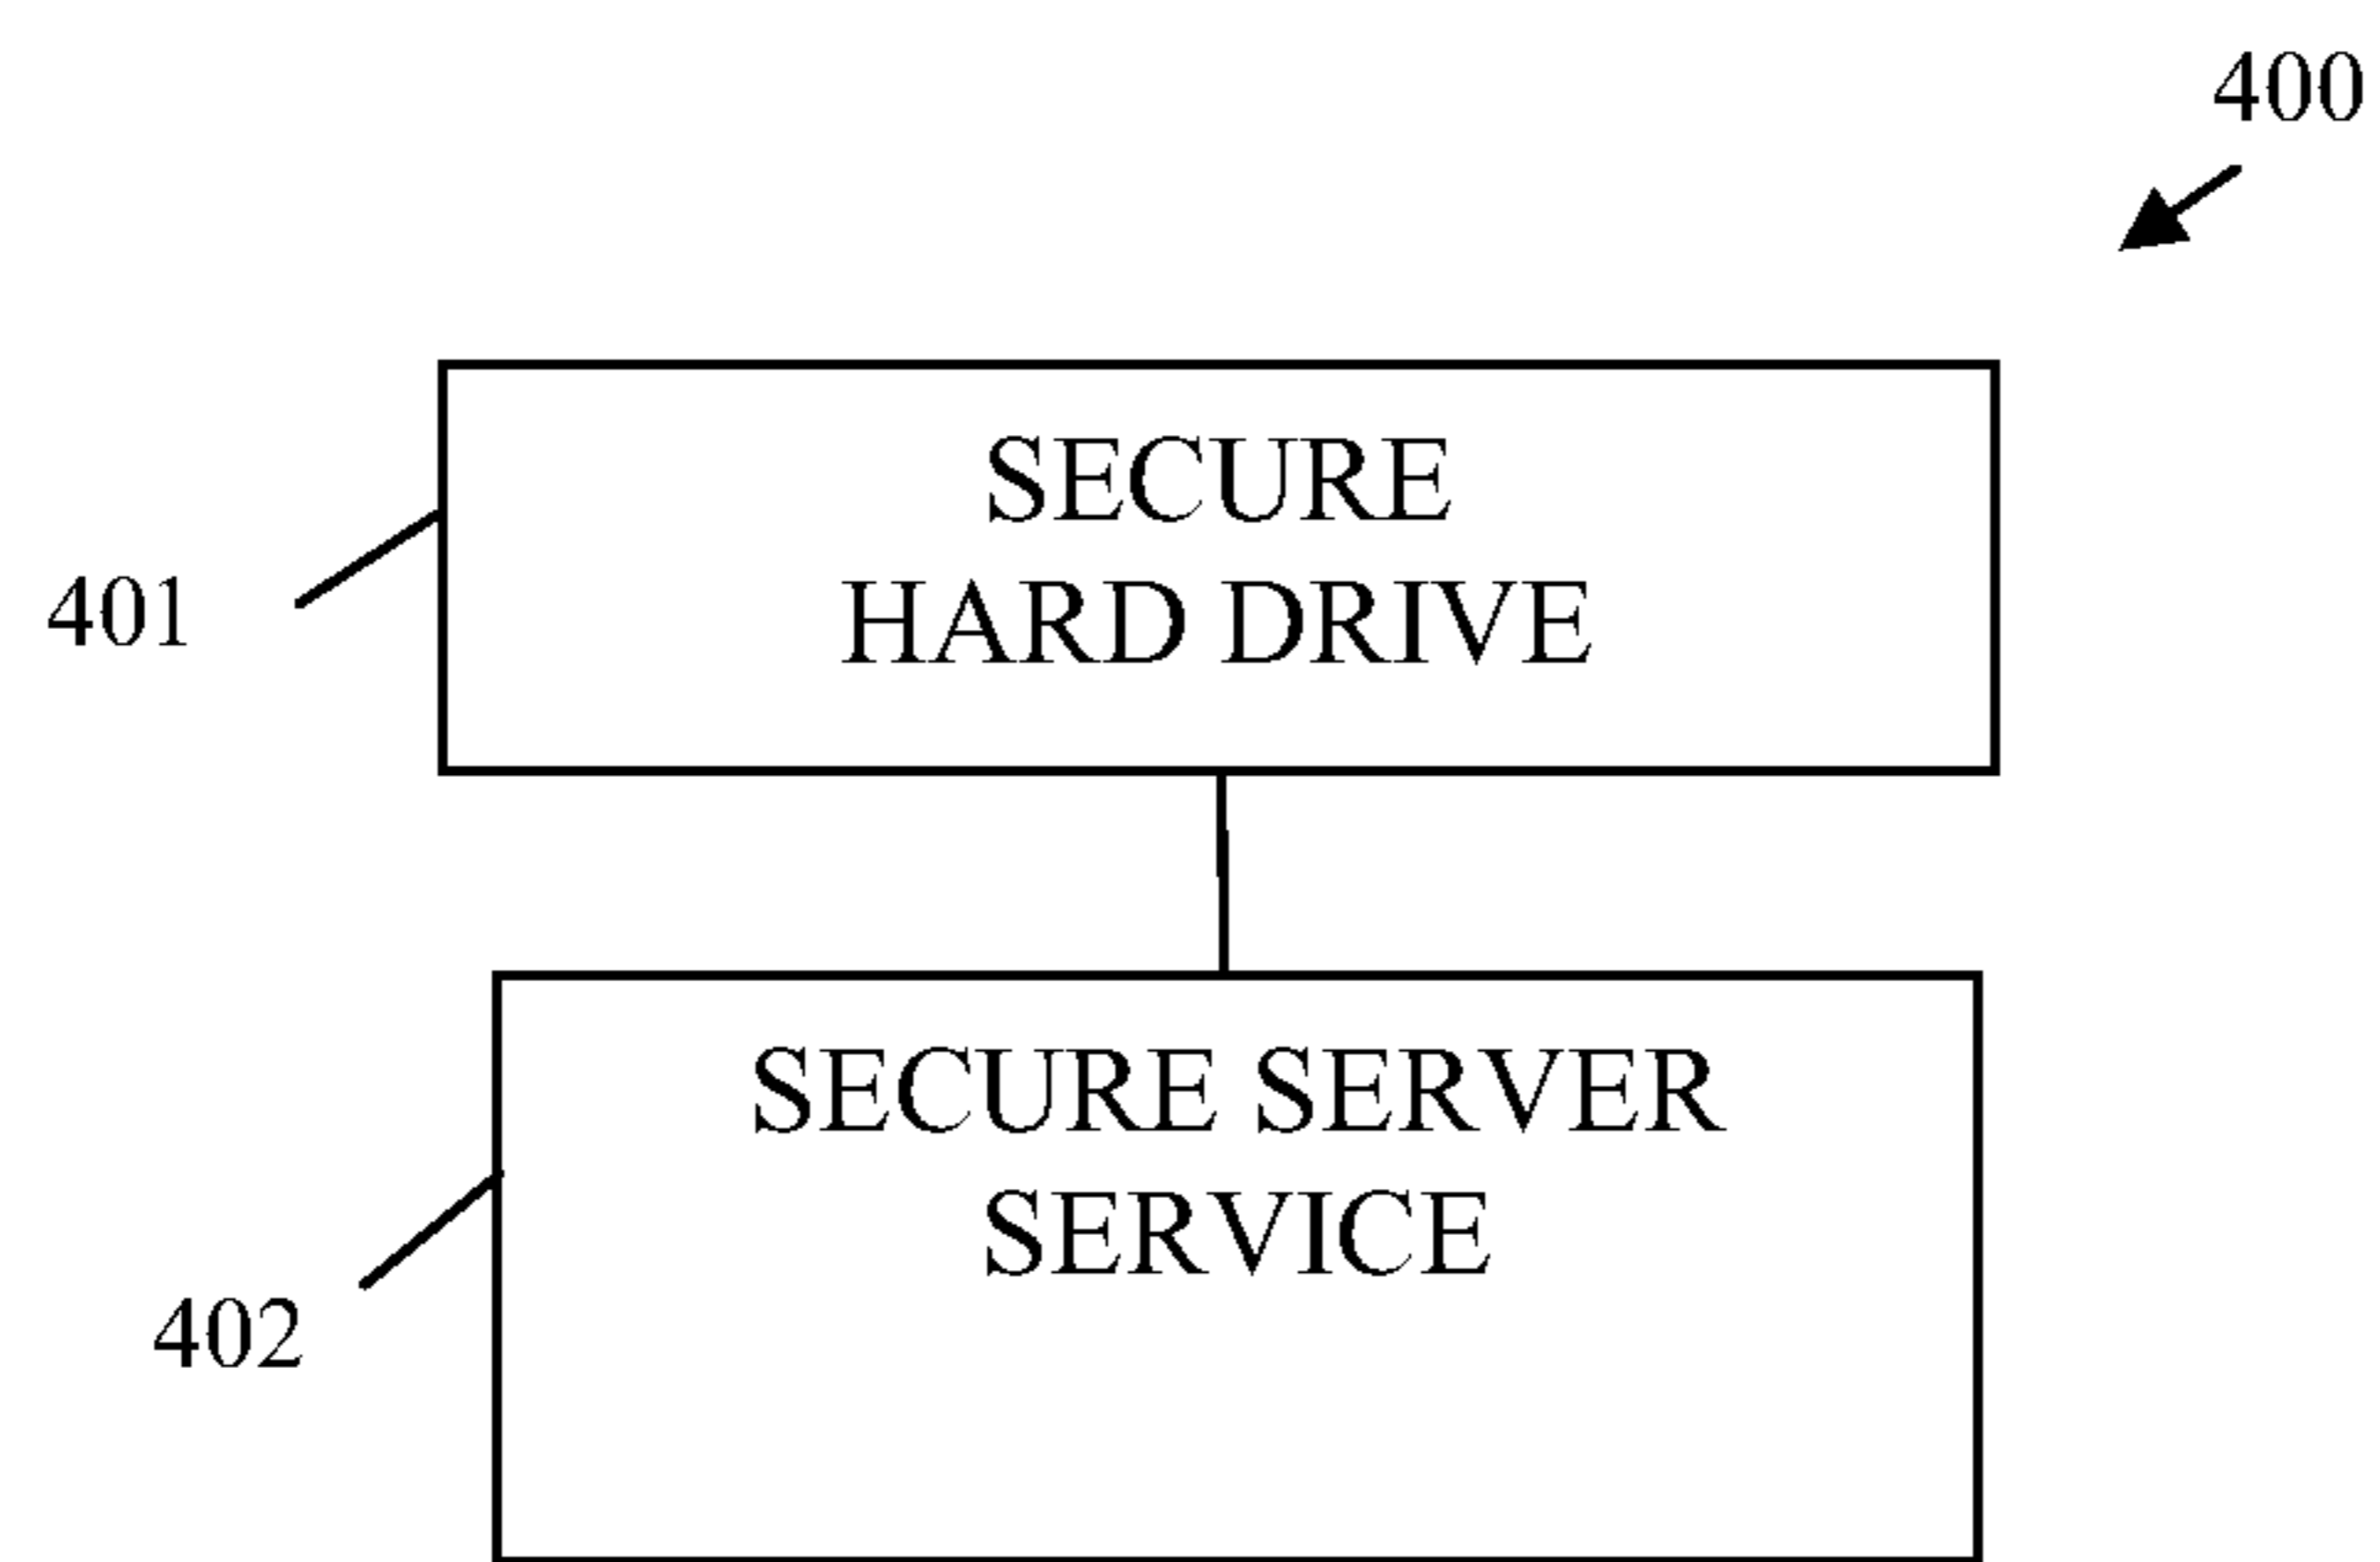 400
SECURE
HARD DRIVE
401
SECURE SERVER
SERVICE
402